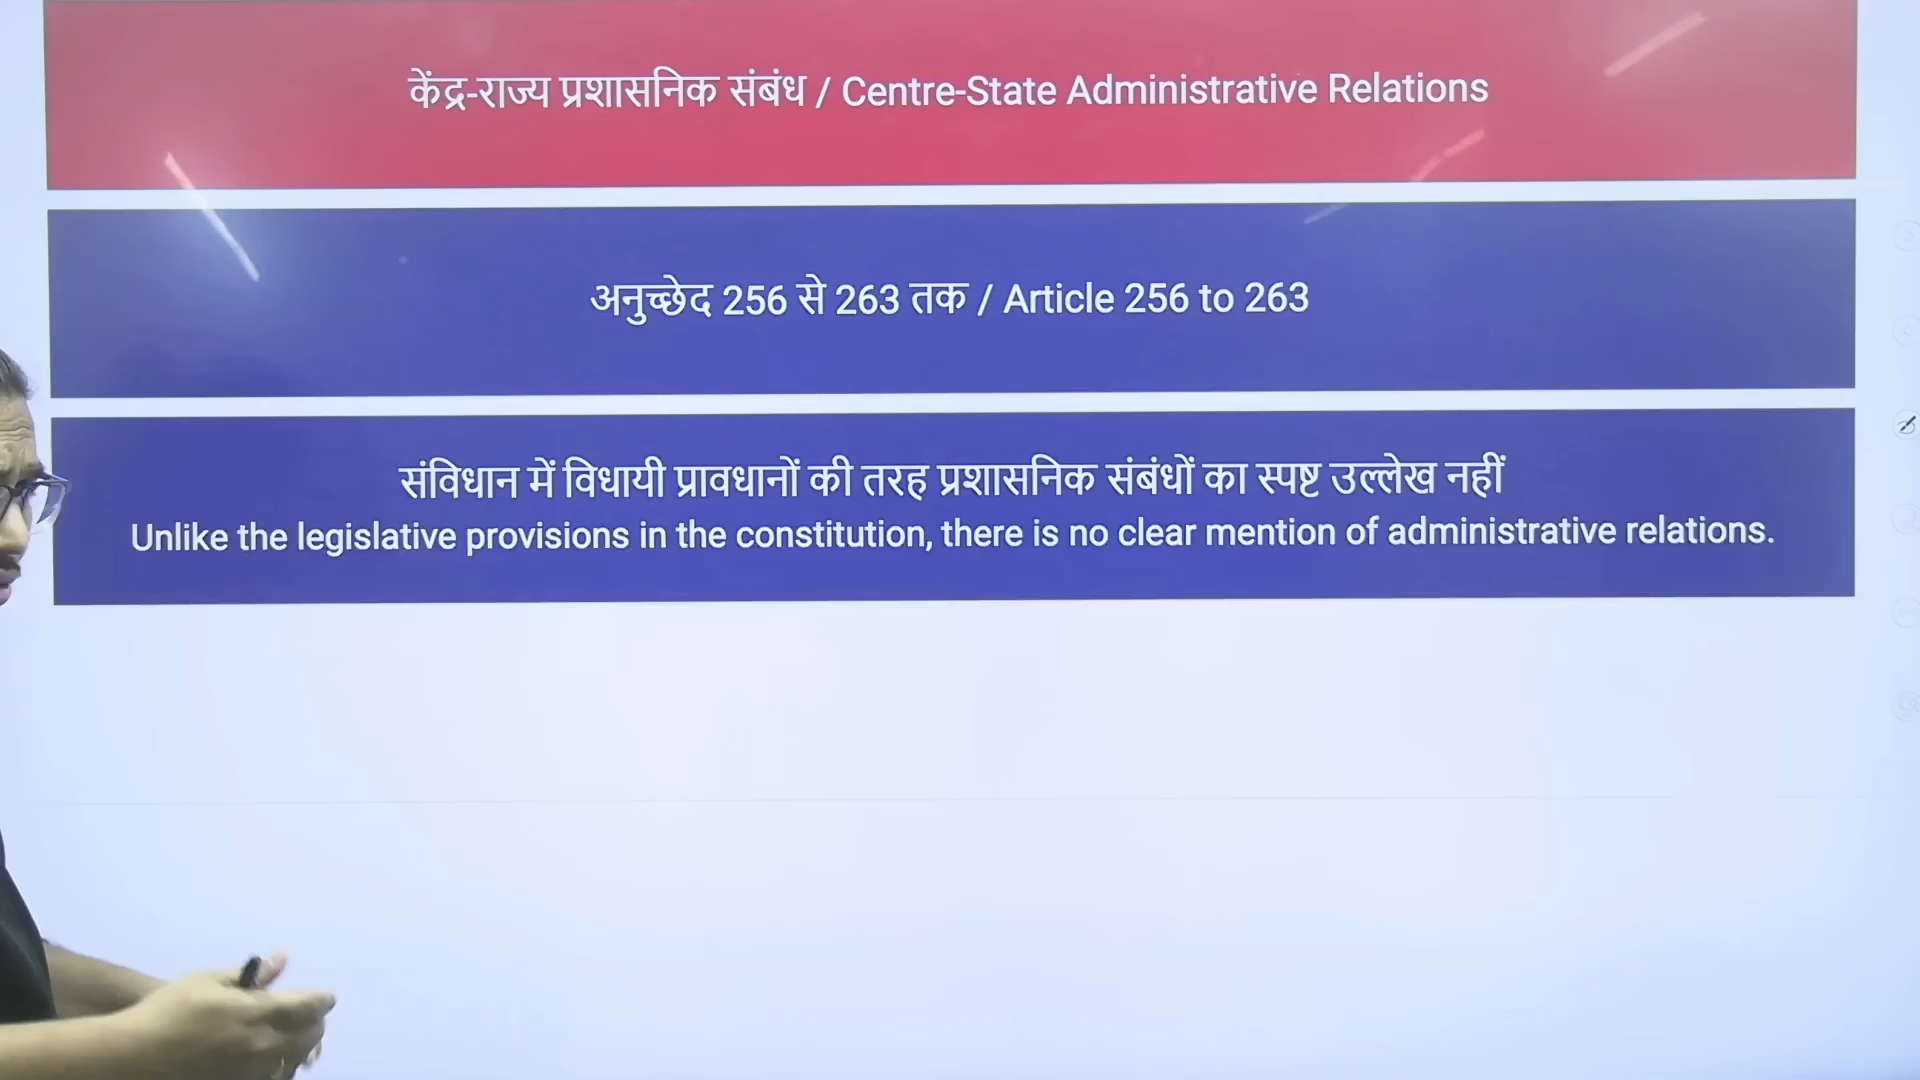 केंद्र-राज्य प्रशासनिक संबंध / Centre-State Administrative Relations
अनुच्छेद 256 से 263 तक / Article 256 to 263
संविधान में विधायी प्रावधानों की तरह प्रशासनिक संबंधों का स्पष्ट उल्लेख नहीं
Unlike the legislative provisions in the constitution, there is no clear mention of administrative relations.